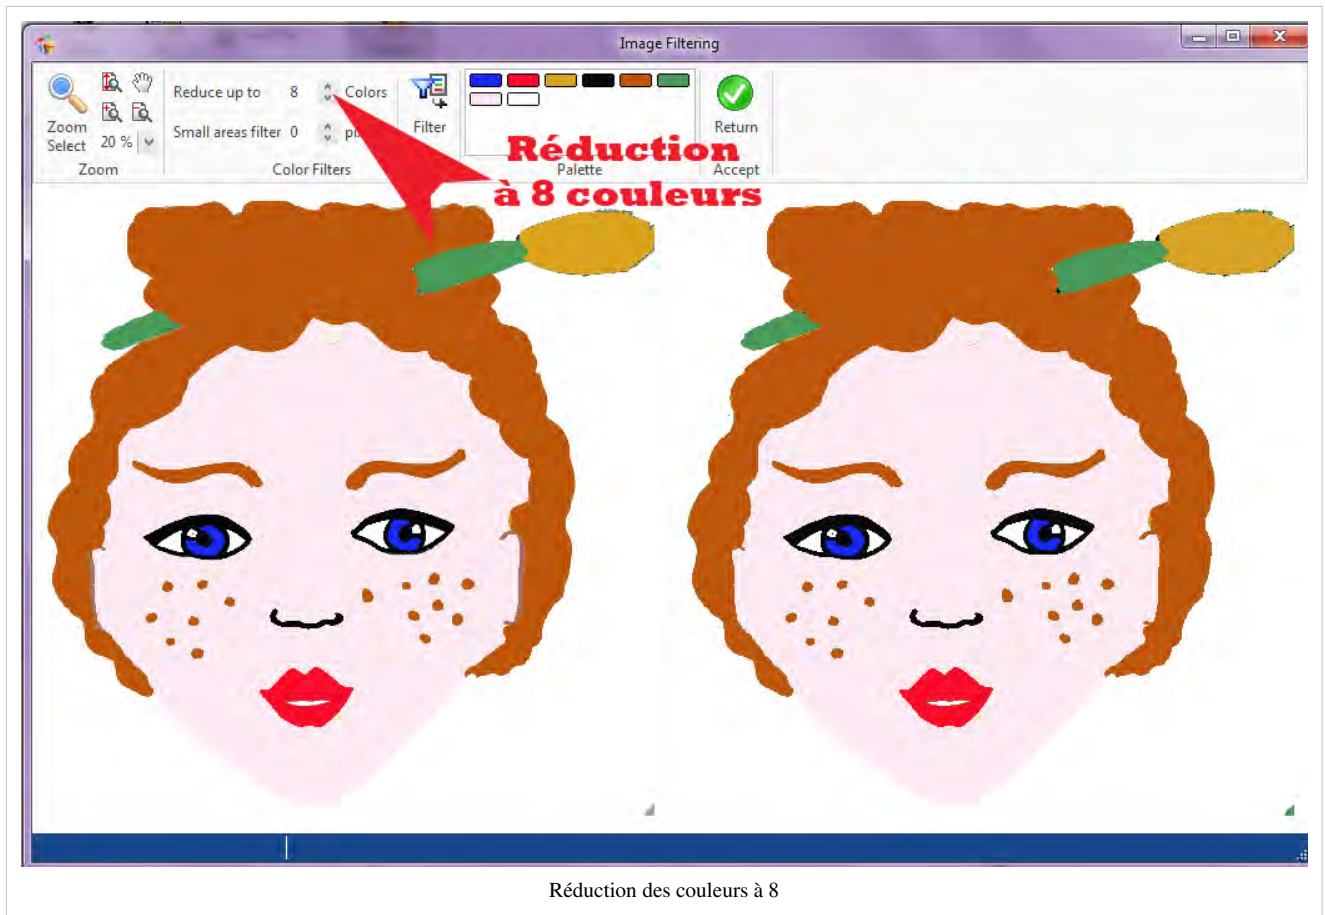 Image Filtering
Reduce up to 8 Colors
Small areas filter 0
Zoom
Select
20 %
Filter
Return
Zoom
Color Filters
Palette
Accept
Réduction
à 8 couleurs
Réduction des couleurs à 8